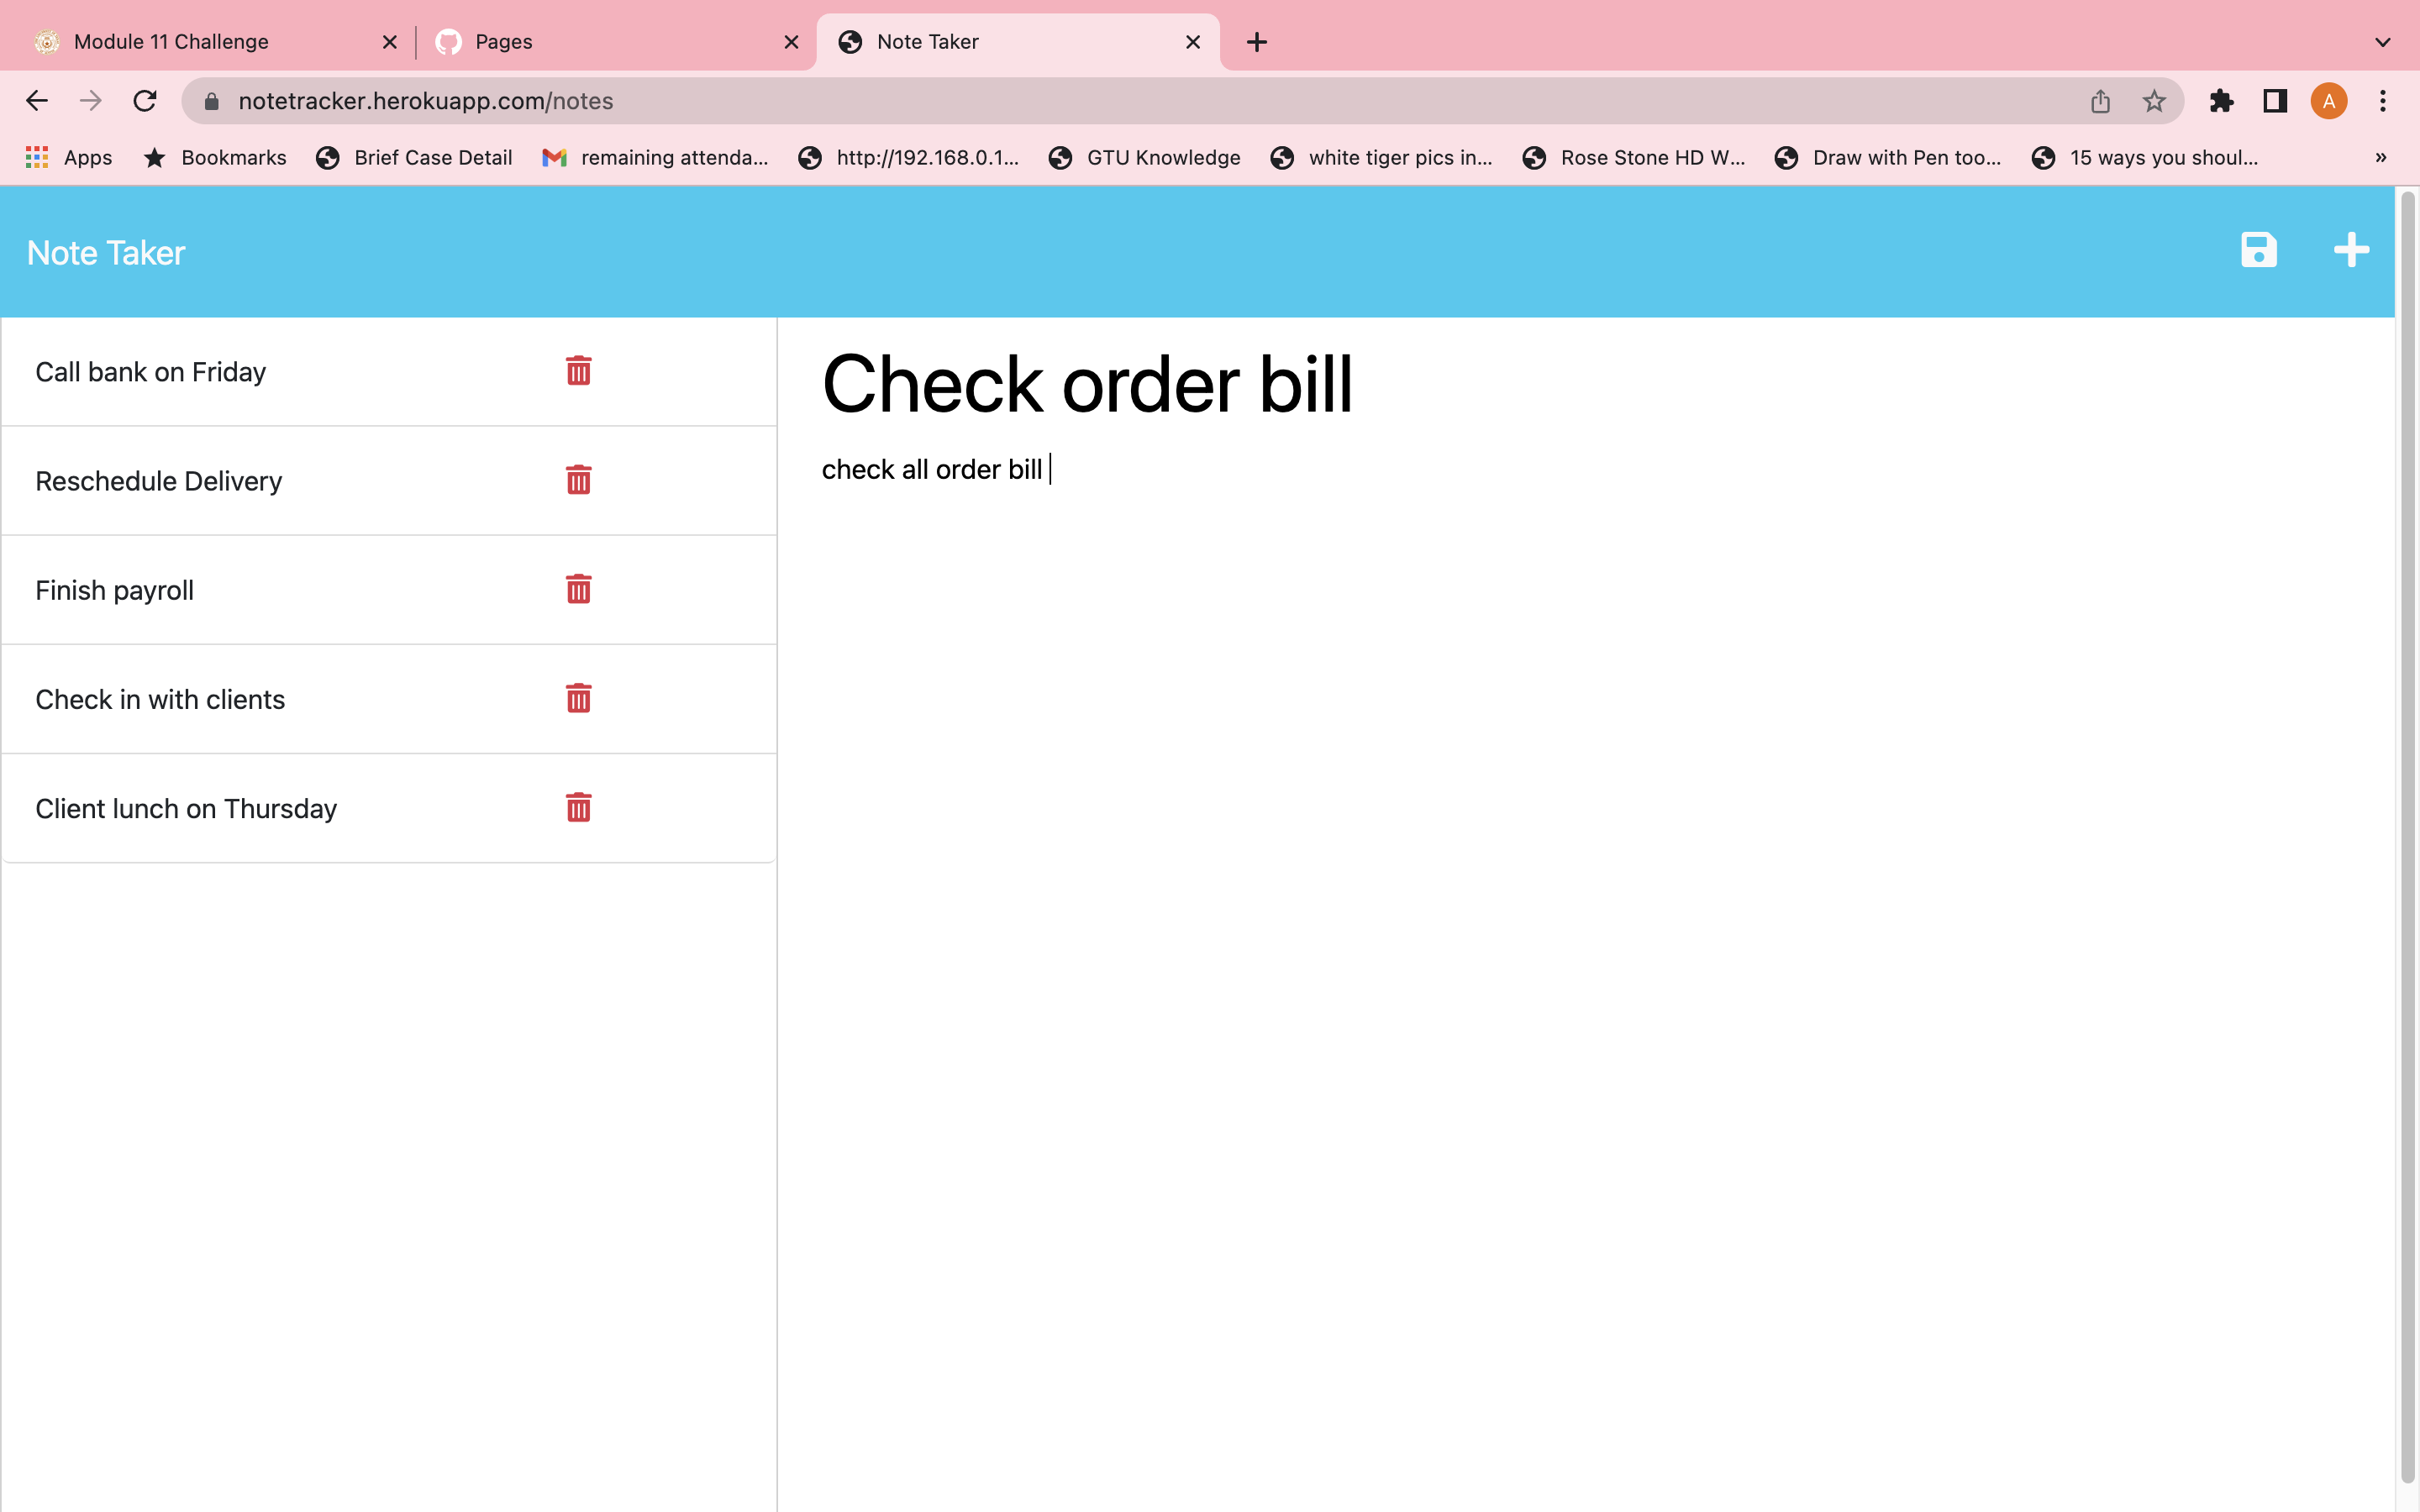 Module 11 Challenge
Pages
Note Taker
notetracker.herokuapp.com/notes
A
Apps
Bookmarks
Brief Case Detail
remaining attenda...
http://192.168.0.1...
GTU Knowledge
white tiger pics in...
Rose Stone HD W...
Draw with Pen too...
15 ways you shoul...
»
Note Taker
Call bank on Friday
Reschedule Delivery
Finish payroll
Check in with clients
Client lunch on Thursday
Check order bill
check all order bill